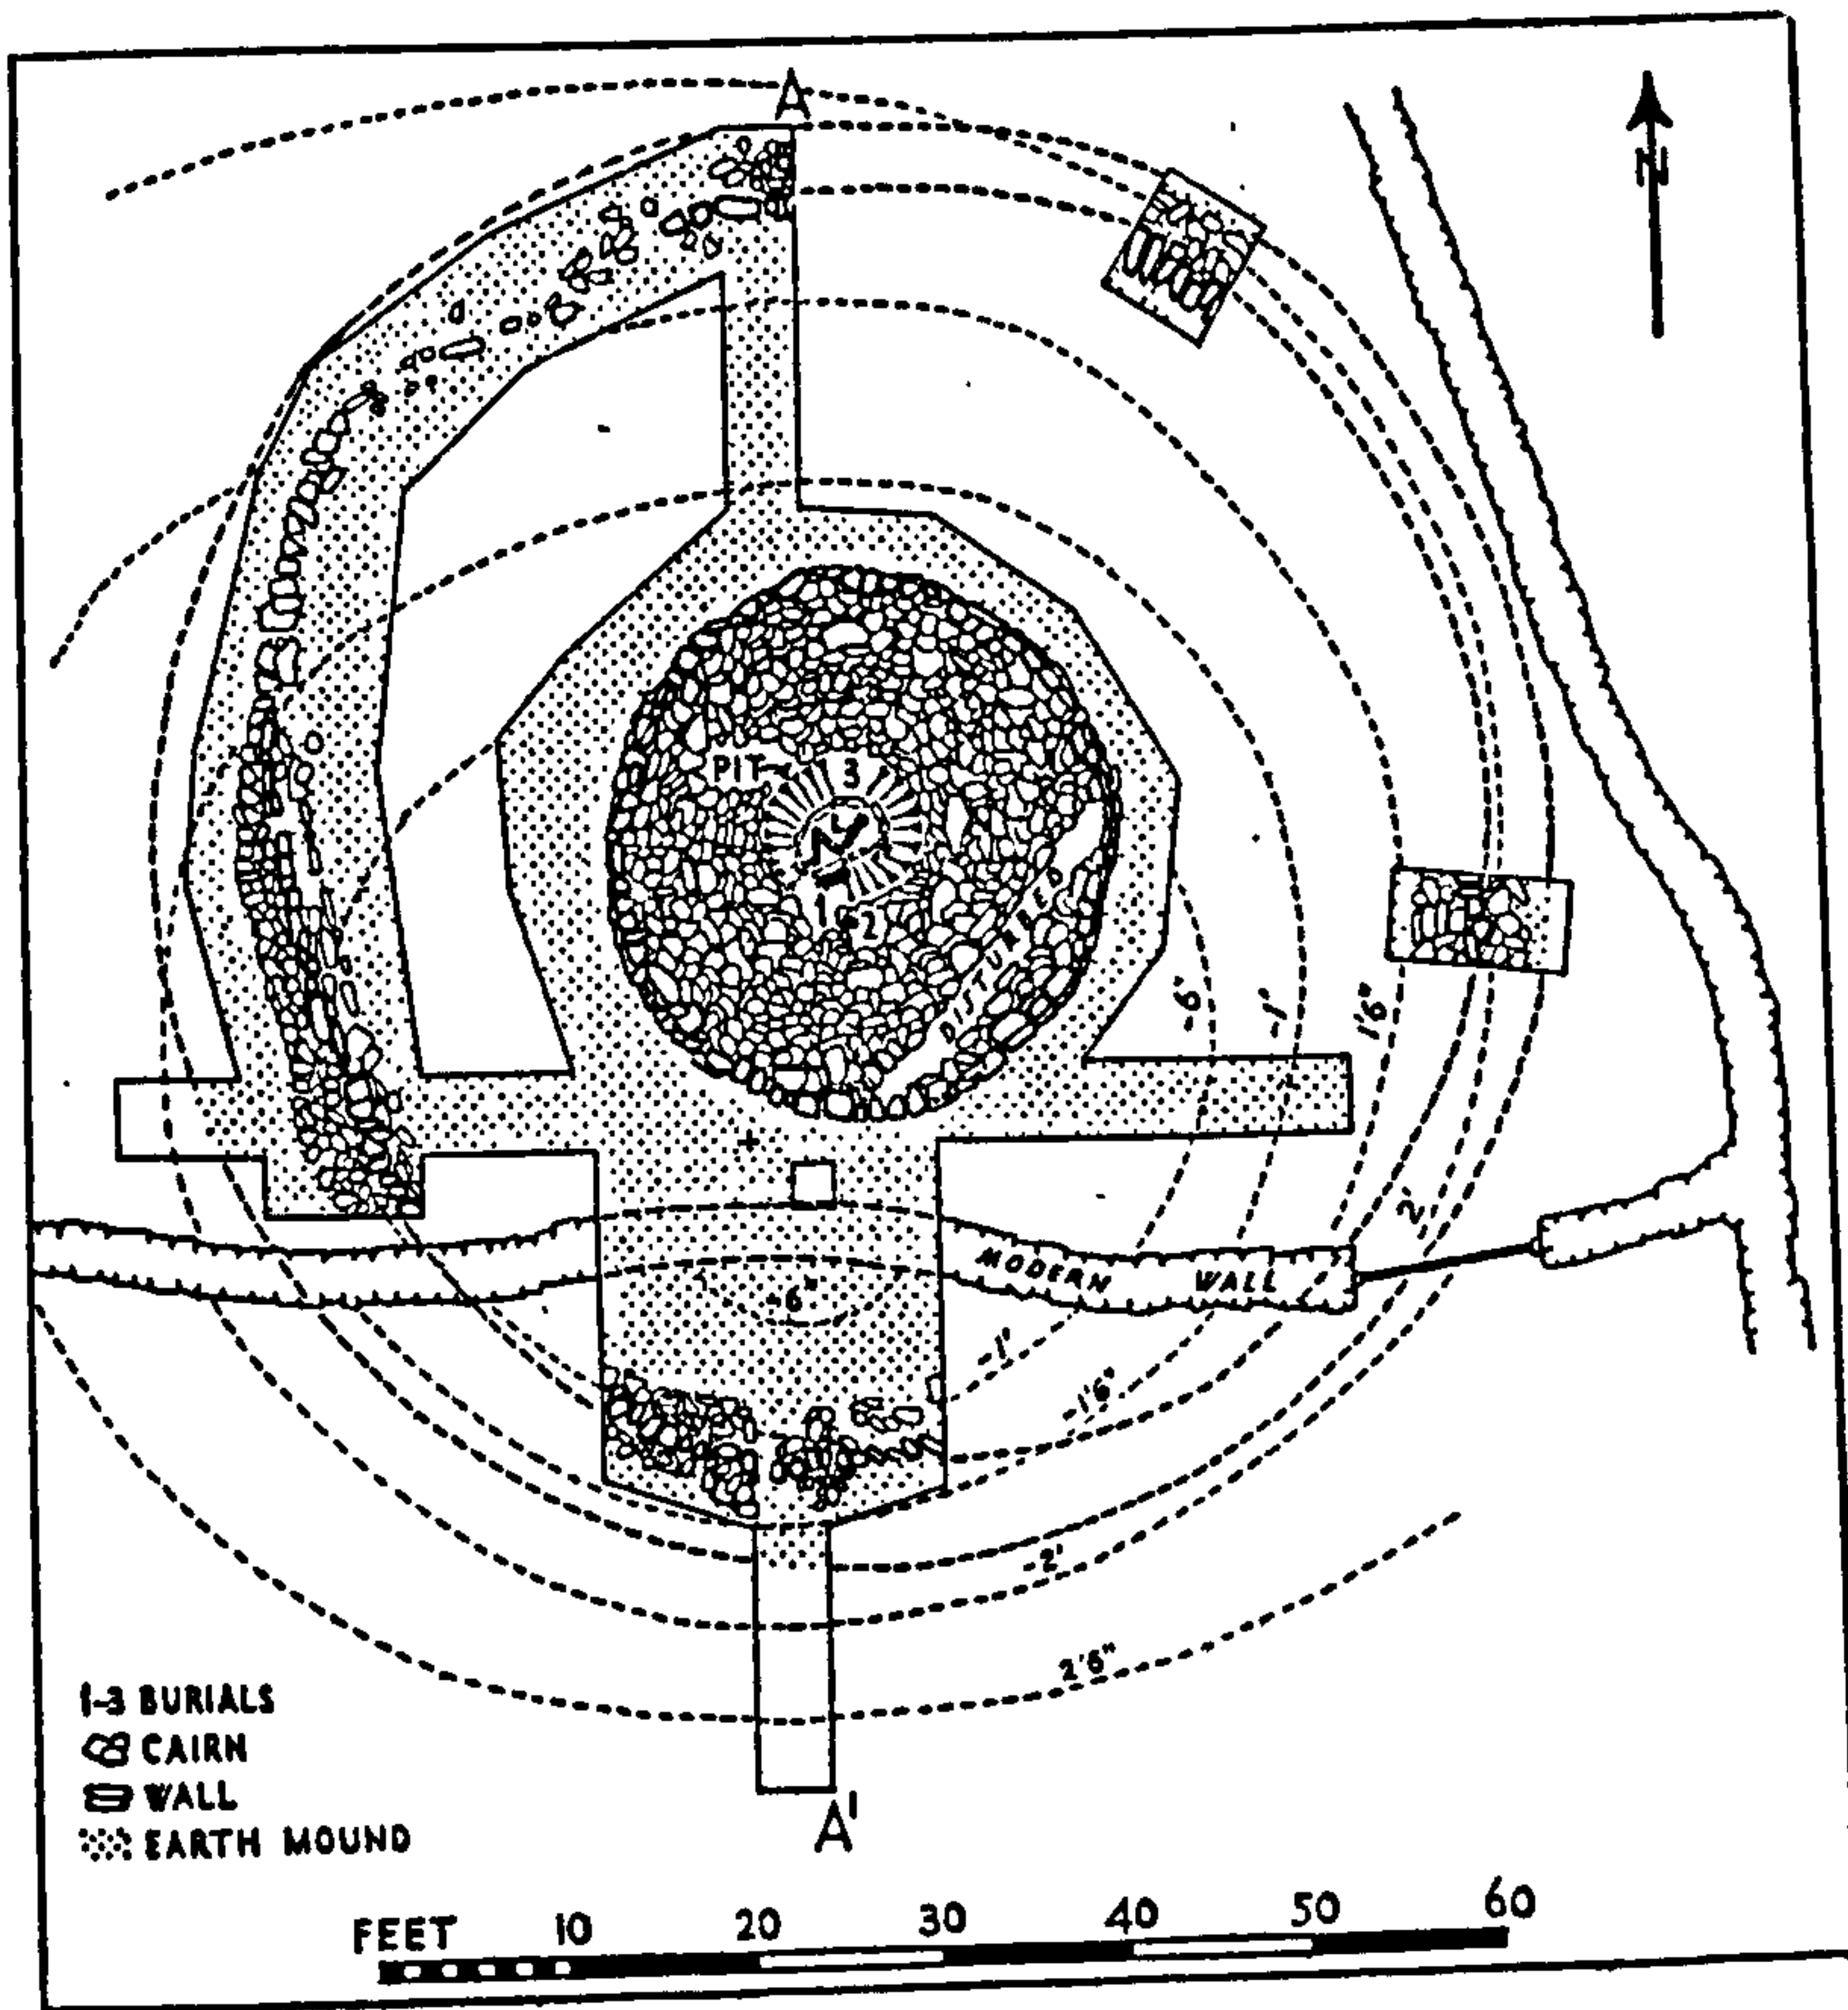 A
N
PIT
3
1
2
DISTURBED
-6"
-1'
1'6"
2'
MODERN WALL
-6"
-1'
-1'6"
-2'
2'6"
1-3 BURIALS
CAIRN
WALL
EARTH MOUND
A'
FEET 10 20 30 40 50 60